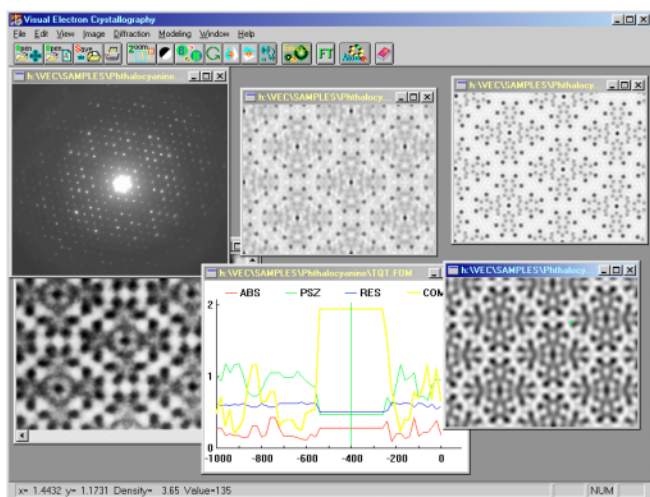 Visual Electron Crystallography
File Edit View Image Diffraction Modeling Window Help
Open Open Save Zoom FT
h:\VEC\SAMPLES\Phthalocyanine...
h:\VEC\SAMPLES\Phthalocy...
h:\VEC\SAMPLES\Phthalocy...
h:\VEC\SAMPLES\Phthalocyanine\TQT.FOM
h:\VEC\SAMPLES\Phthalocy...
ABS PSZ RES COM
2
1
0
-1000 -800 -600 -400 -200 0
x= 1.4432 y= 1.1731 Density= 3.65 Value=135 NUM